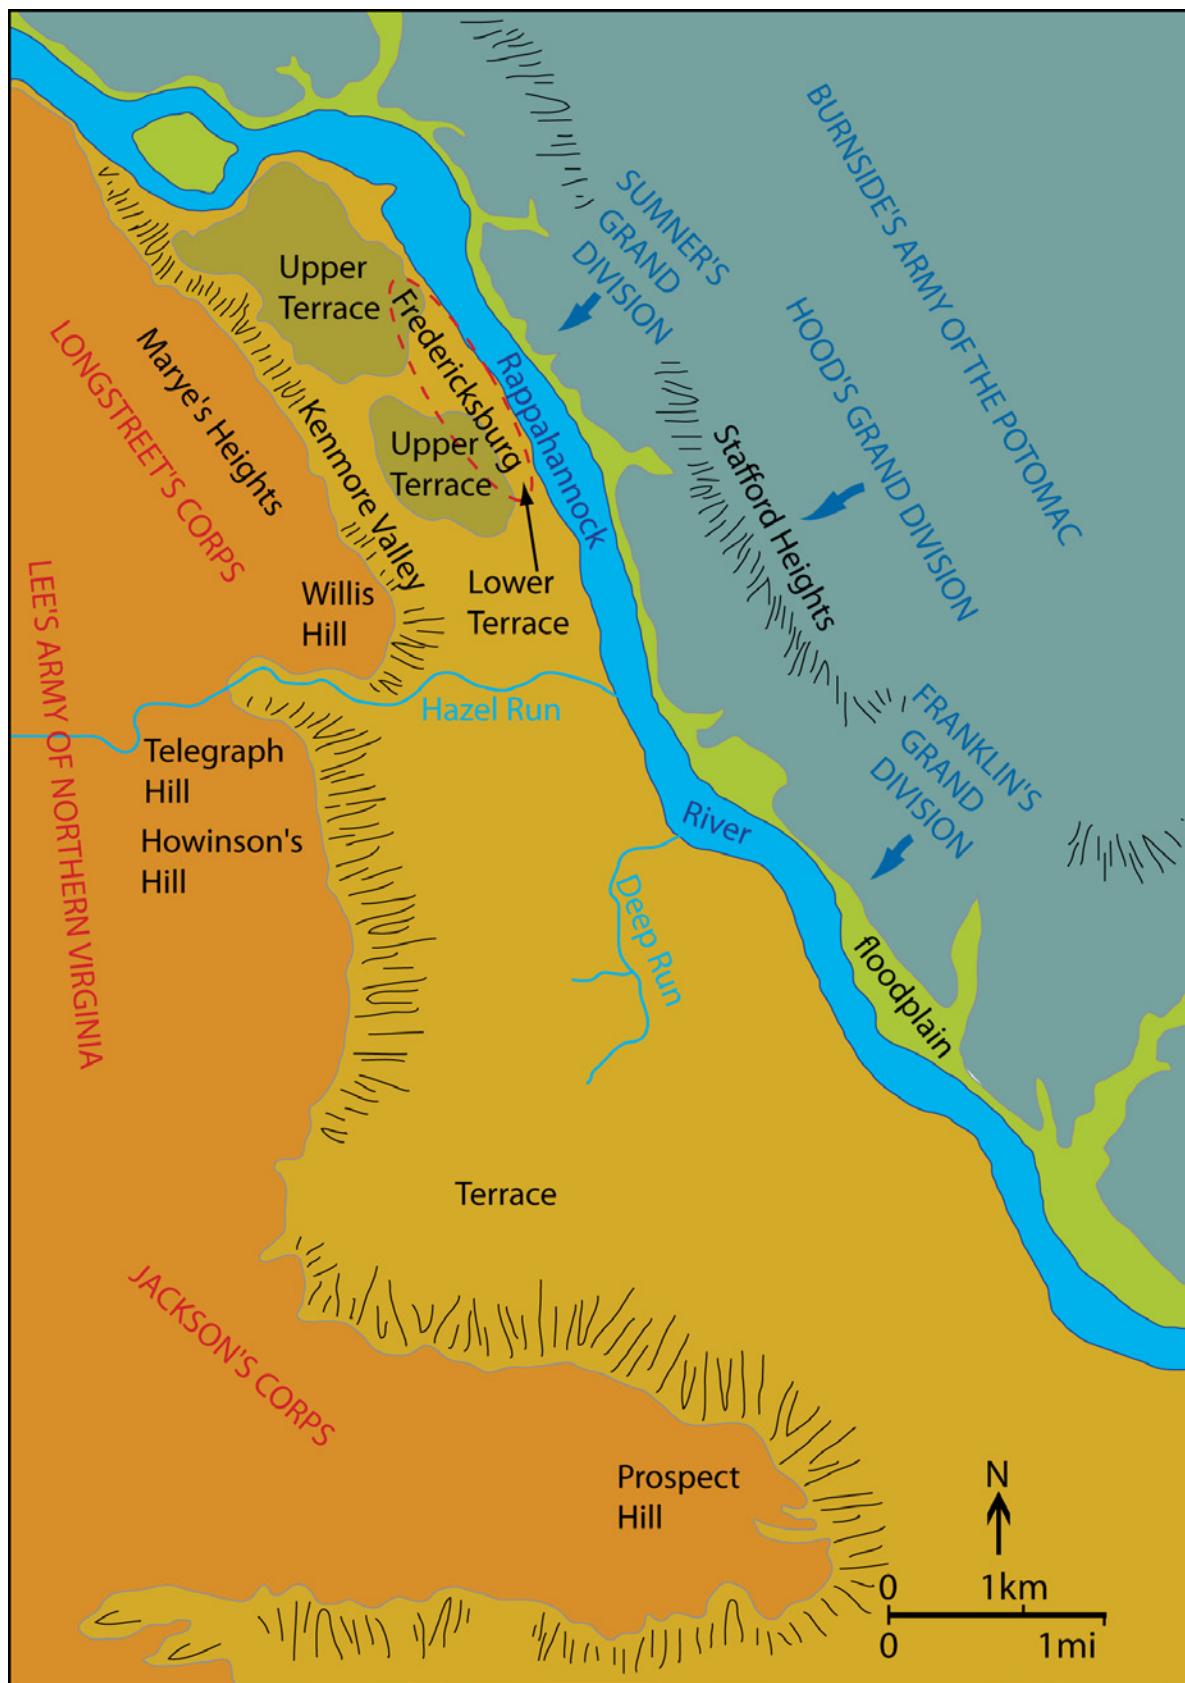 BURNSIDE'S ARMY OF THE POTOMAC
SUMNER'S
GRAND
DIVISION
HOOD'S GRAND DIVISION
Upper
Terrace
Fredericksburg
Rappahannock
LONGSTREET'S CORPS
Marye's Heights
Kenmore Valley
Upper
Terrace
Stafford Heights
Lower
Terrace
Willis
Hill
LEE'S ARMY OF NORTHERN VIRGINIA
Hazel Run
FRANKLIN'S
GRAND
DIVISION
Telegraph
Hill
River
Howinson's
Hill
Deep Run
floodplain
Terrace
JACKSON'S CORPS
Prospect
Hill
N
0 1km
0 1mi